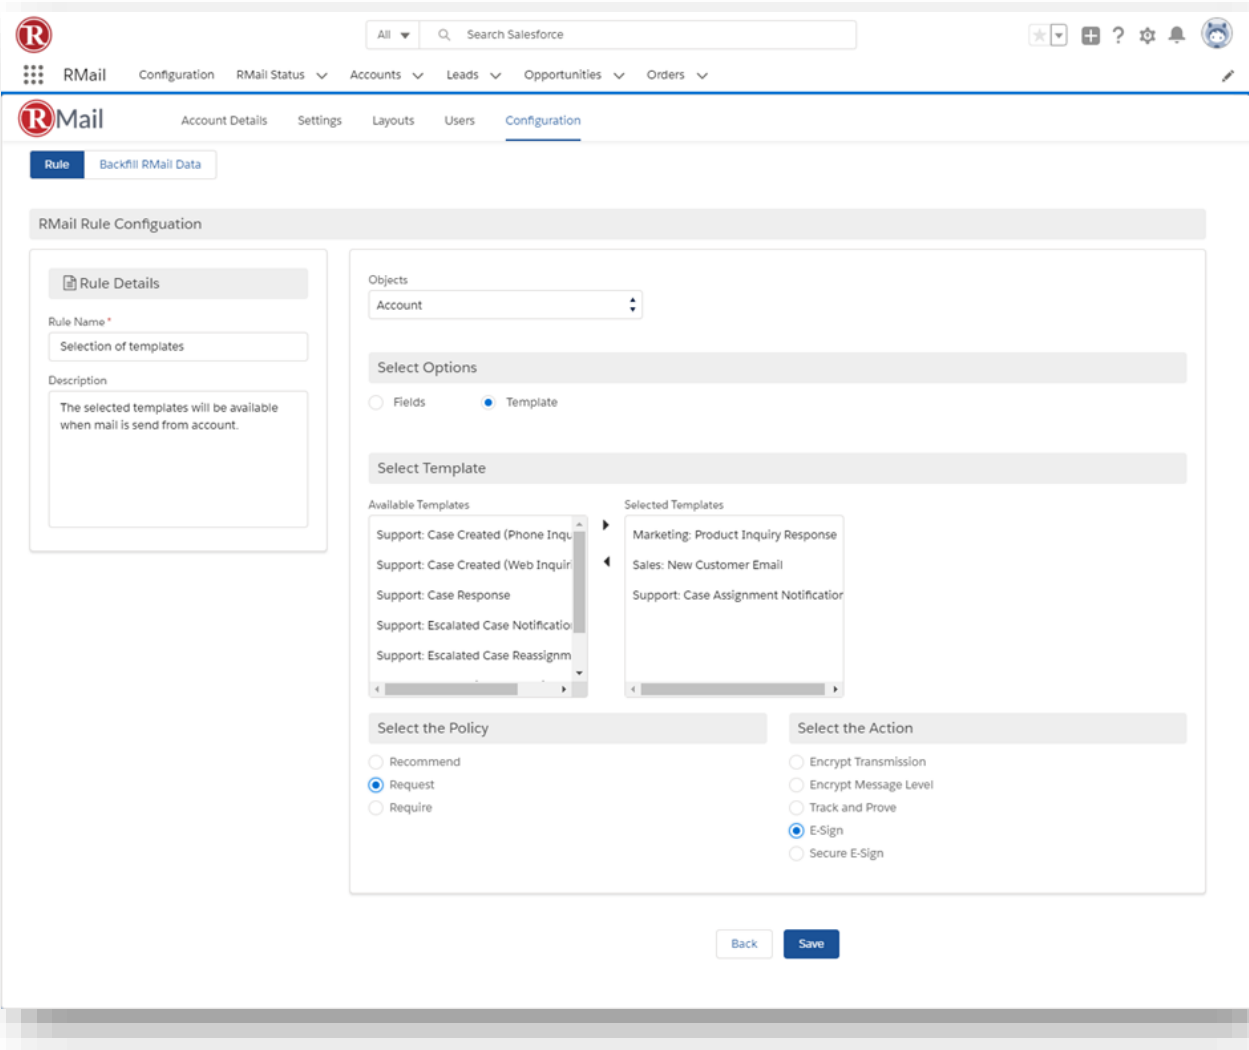 R
All
Search Salesforce
RMail
Configuration
RMail Status
Accounts
Leads
Opportunities
Orders
RMail
Account Details
Settings
Layouts
Users
Configuration
Rule
Backfill RMail Data
RMail Rule Configuation
Rule Details
Rule Name *
Selection of templates
Description
The selected templates will be available
when mail is send from account.
Objects
Account
Select Options
Fields
Template
Select Template
Available Templates
Support: Case Created (Phone Inqu
Support: Case Created (Web Inquiri
Support: Case Response
Support: Escalated Case Notificatio
Support: Escalated Case Reassignm
Selected Templates
Marketing: Product Inquiry Response
Sales: New Customer Email
Support: Case Assignment Notification
Select the Policy
Recommend
Request
Require
Select the Action
Encrypt Transmission
Encrypt Message Level
Track and Prove
E-Sign
Secure E-Sign
Back
Save